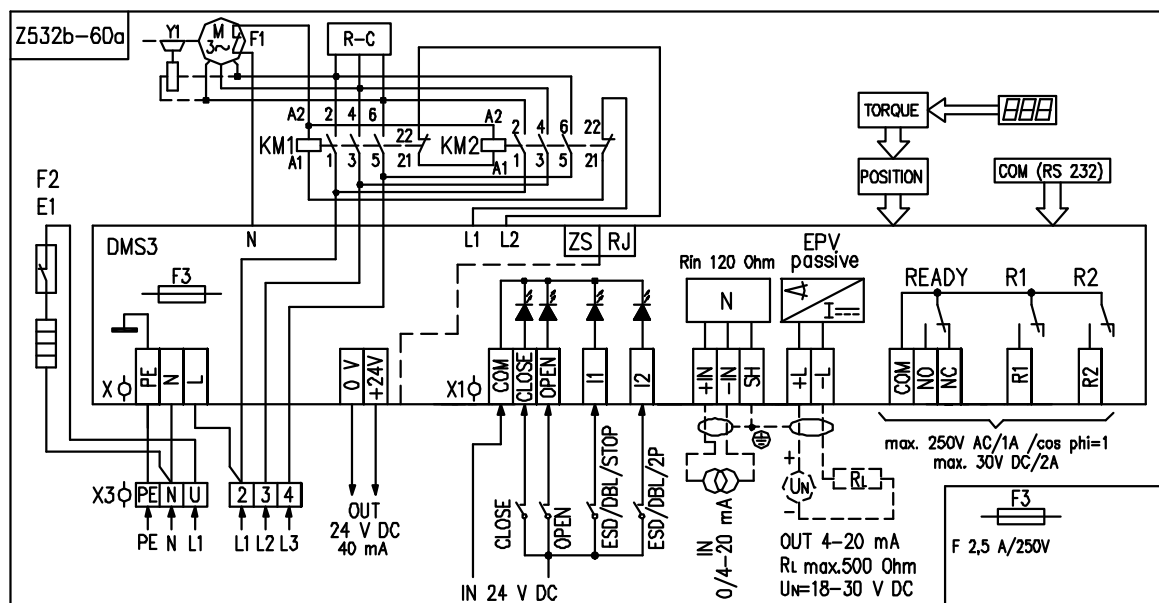 Z532b-6Da
Y1
M
3~
F1
R-C
A2
2
4
6
22
A2
2
4
6
22
KM1
KM2
A1
1
3
5
21
A1
1
3
5
21
TORQUE
POSITION
COM (RS 232)
F2
E1
DMS3
N
L1
L2
ZS
RJ
F3
Rin 120 Ohm
N
EPV
passive
I
READY
R1
R2
X
PE
N
L
0 V
+24V
X1
COM
CLOSE
OPEN
I1
I2
+IN
-IN
SH
+L
-L
COM
NO
NC
R1
R2
max. 250V AC/1A /cos phi=1
max. 30V DC/2A
X3
PE
N
U
2
3
4
PE
N
L1
L1
L2
L3
OUT
24 V DC
40 mA
CLOSE
OPEN
ESD/DBL/STOP
ESD/DBL/2P
IN 24 V DC
IN
0/4-20 mA
+
UN
-
RL
OUT 4-20 mA
RL max.500 Ohm
UN=18-30 V DC
F3
F 2,5 A/250V